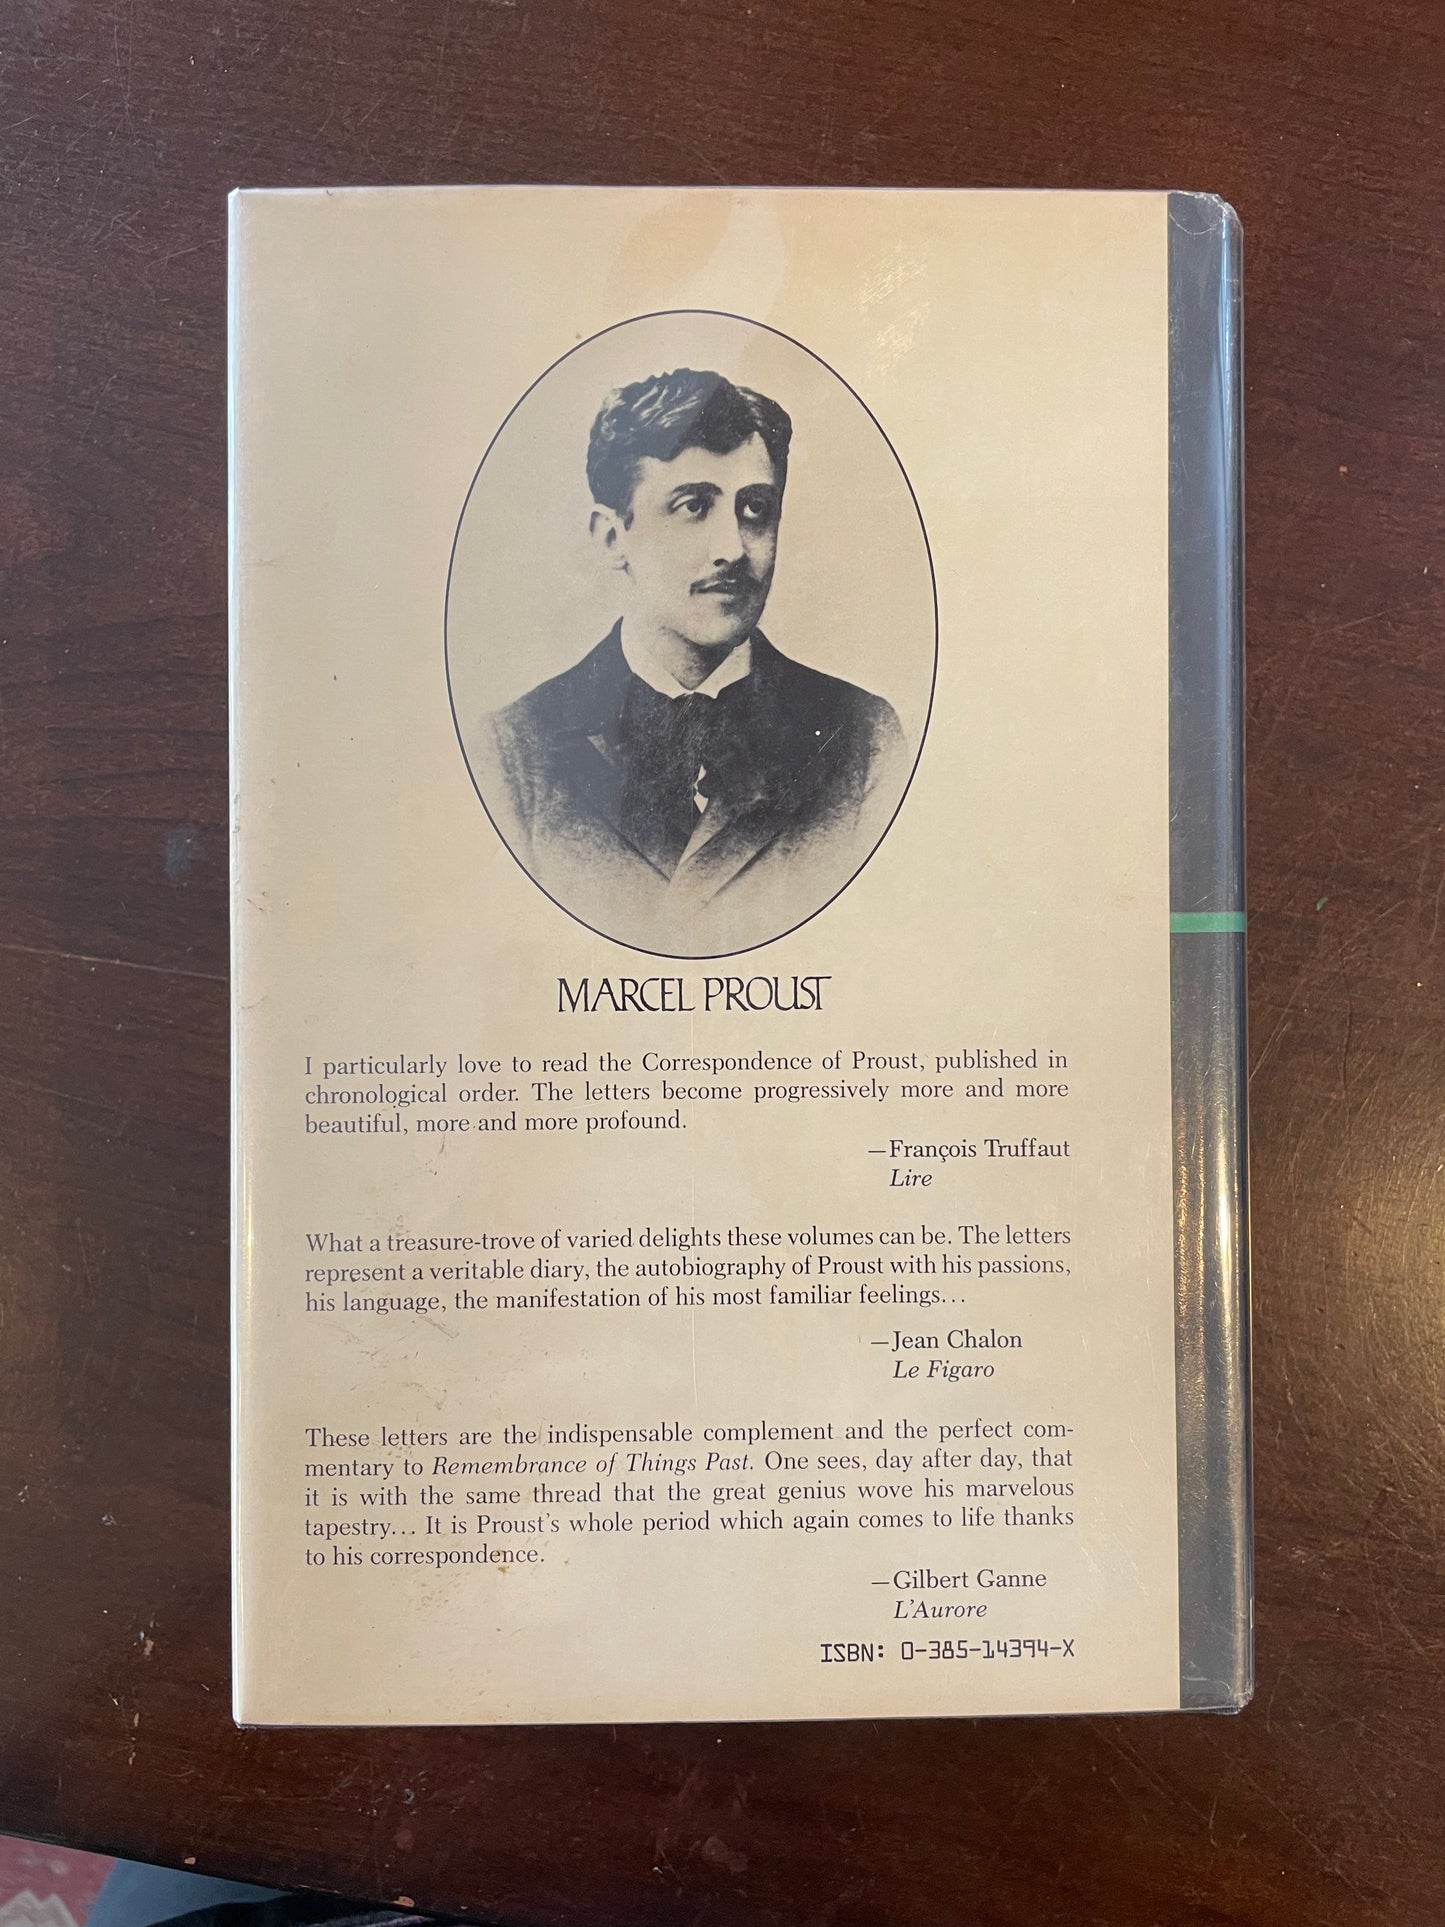 MARCEL PROUST
I particularly love to read the Correspondence of Proust, published in
chronological order. The letters become progressively more and more
beautiful, more and more profound.
—François Truffaut
Lire
What a treasure-trove of varied delights these volumes can be. The letters
represent a veritable diary, the autobiography of Proust with his passions,
his language, the manifestation of his most familiar feelings...
—Jean Chalon
Le Figaro
These letters are the indispensable complement and the perfect com-
mentary to Remembrance of Things Past. One sees, day after day, that
it is with the same thread that the great genius wove his marvelous
tapestry... It is Proust's whole period which again comes to life thanks
to his correspondence.
—Gilbert Ganne
L'Aurore
ISBN: 0-385-14394-X